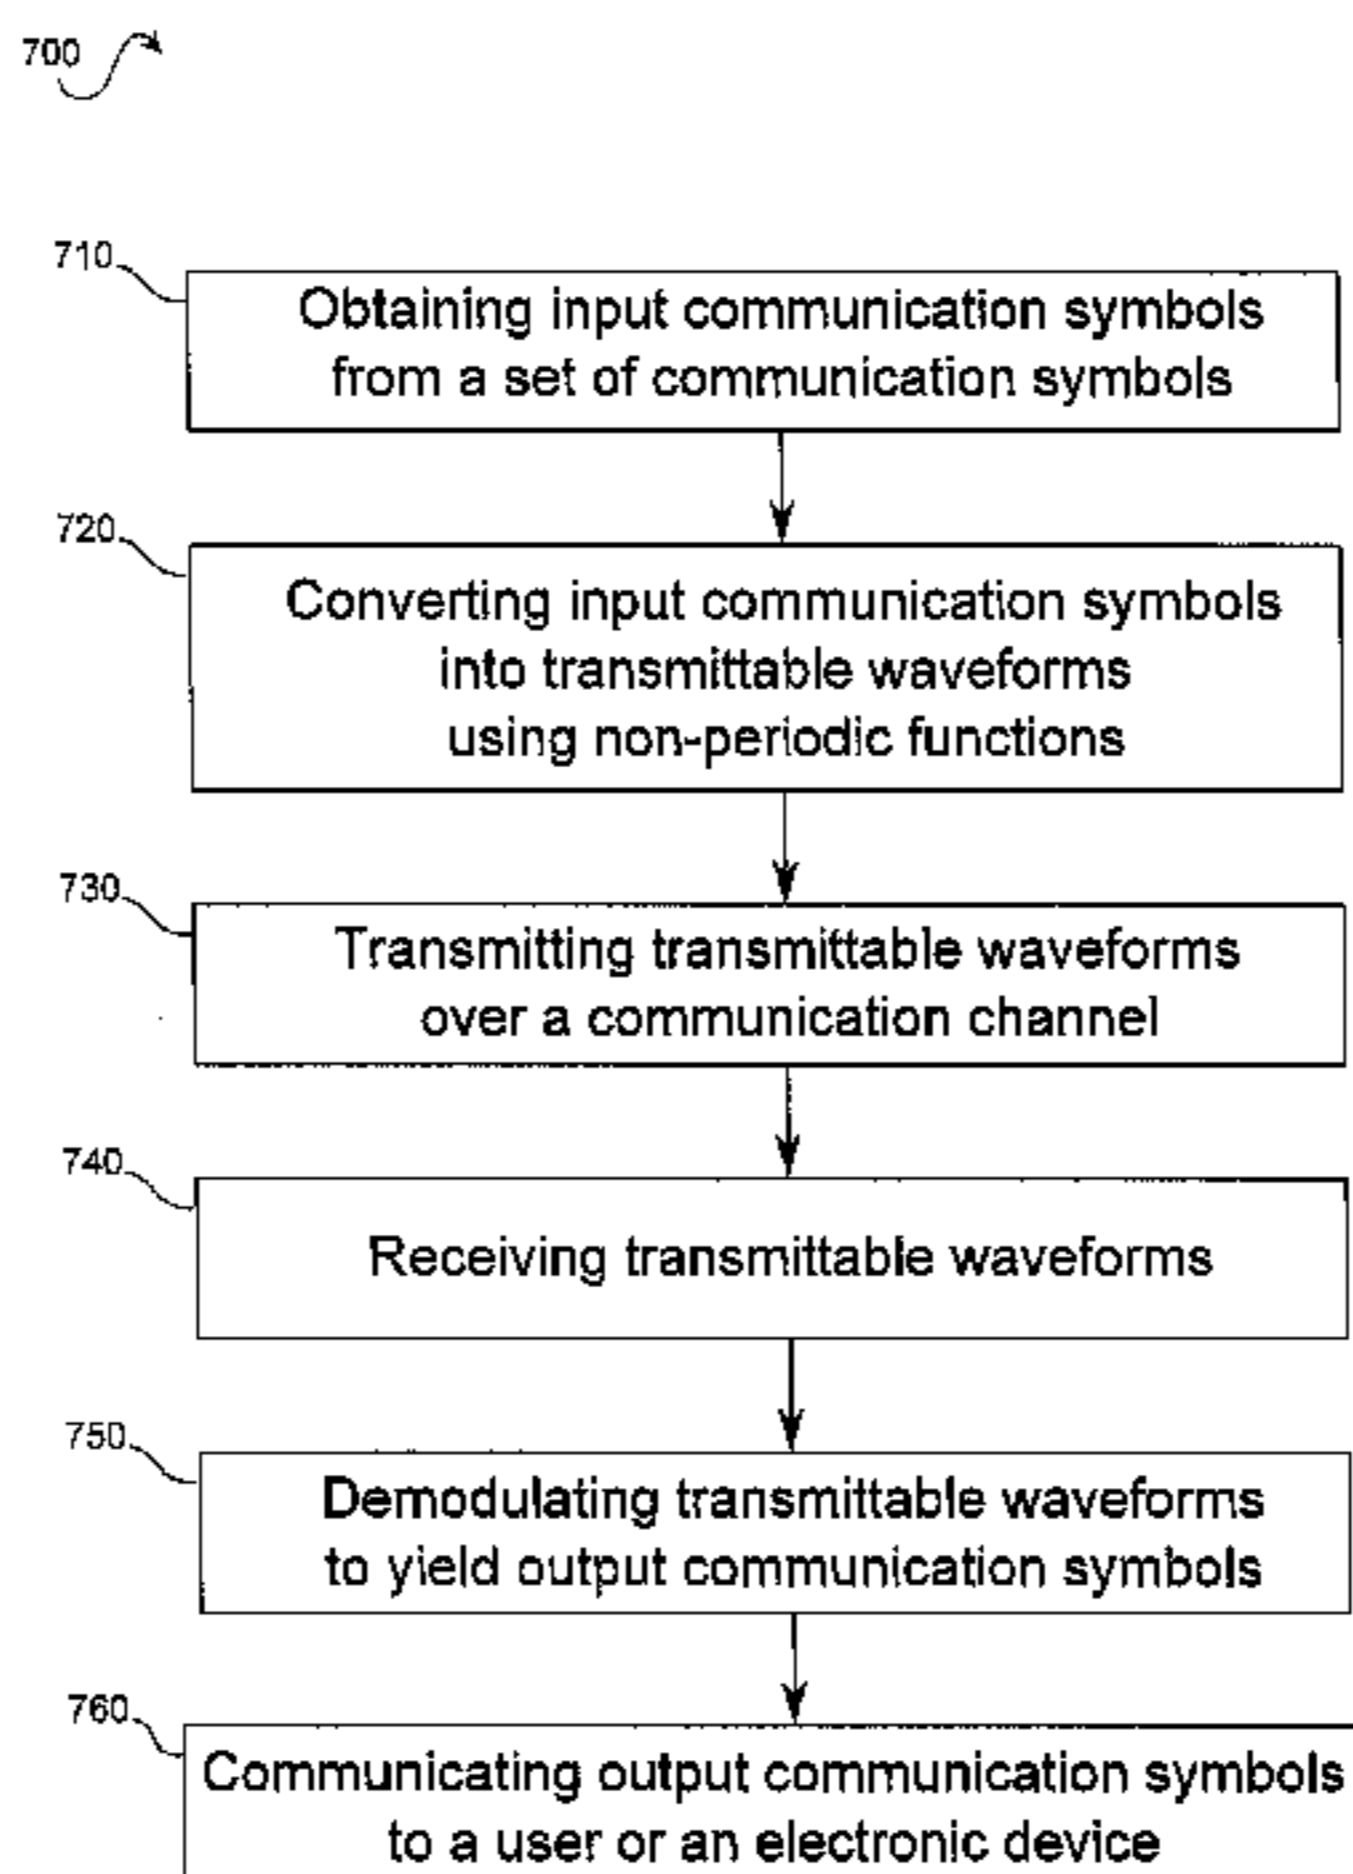 700
710
Obtaining input communication symbols
from a set of communication symbols
720
Converting input communication symbols
into transmittable waveforms
using non-periodic functions
730
Transmitting transmittable waveforms
over a communication channel
740
Receiving transmittable waveforms
750
Demodulating transmittable waveforms
to yield output communication symbols
760
Communicating output communication symbols
to a user or an electronic device